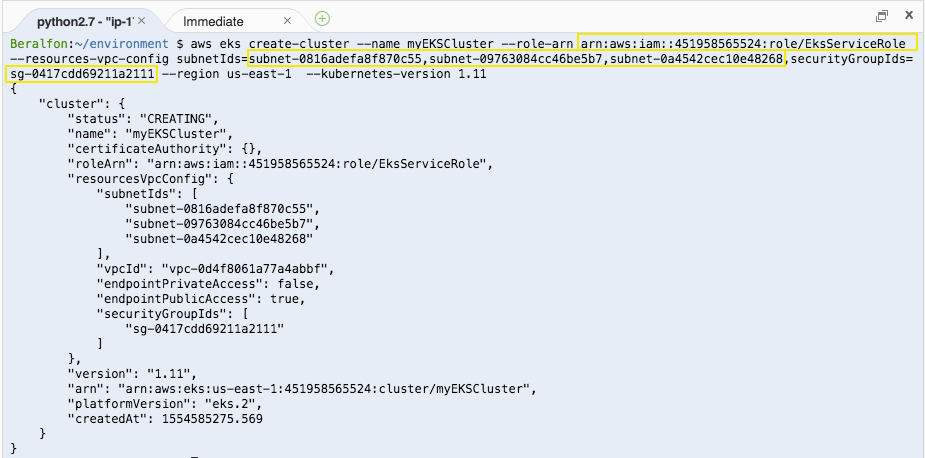 python2.7 - "ip-1 × Immediate ×
Beralfon:~/environment $ aws eks create-cluster --name myEKSCluster --role-arn arn:aws:iam::451958565524:role/EksServiceRole
--resources-vpc-config subnetIds=subnet-0816adefa8f870c55,subnet-09763084cc46be5b7,subnet-0a4542cec10e48268,securityGroupIds=
sg-0417cdd69211a2111 --region us-east-1  --kubernetes-version 1.11
{
    "cluster": {
        "status": "CREATING",
        "name": "myEKSCluster",
        "certificateAuthority": {},
        "roleArn": "arn:aws:iam::451958565524:role/EksServiceRole",
        "resourcesVpcConfig": {
            "subnetIds": [
                "subnet-0816adefa8f870c55",
                "subnet-09763084cc46be5b7",
                "subnet-0a4542cec10e48268"
            ],
            "vpcId": "vpc-0d4f8061a77a4abbf",
            "endpointPrivateAccess": false,
            "endpointPublicAccess": true,
            "securityGroupIds": [
                "sg-0417cdd69211a2111"
            ]
        },
        "version": "1.11",
        "arn": "arn:aws:eks:us-east-1:451958565524:cluster/myEKSCluster",
        "platformVersion": "eks.2",
        "createdAt": 1554585275.569
    }
}